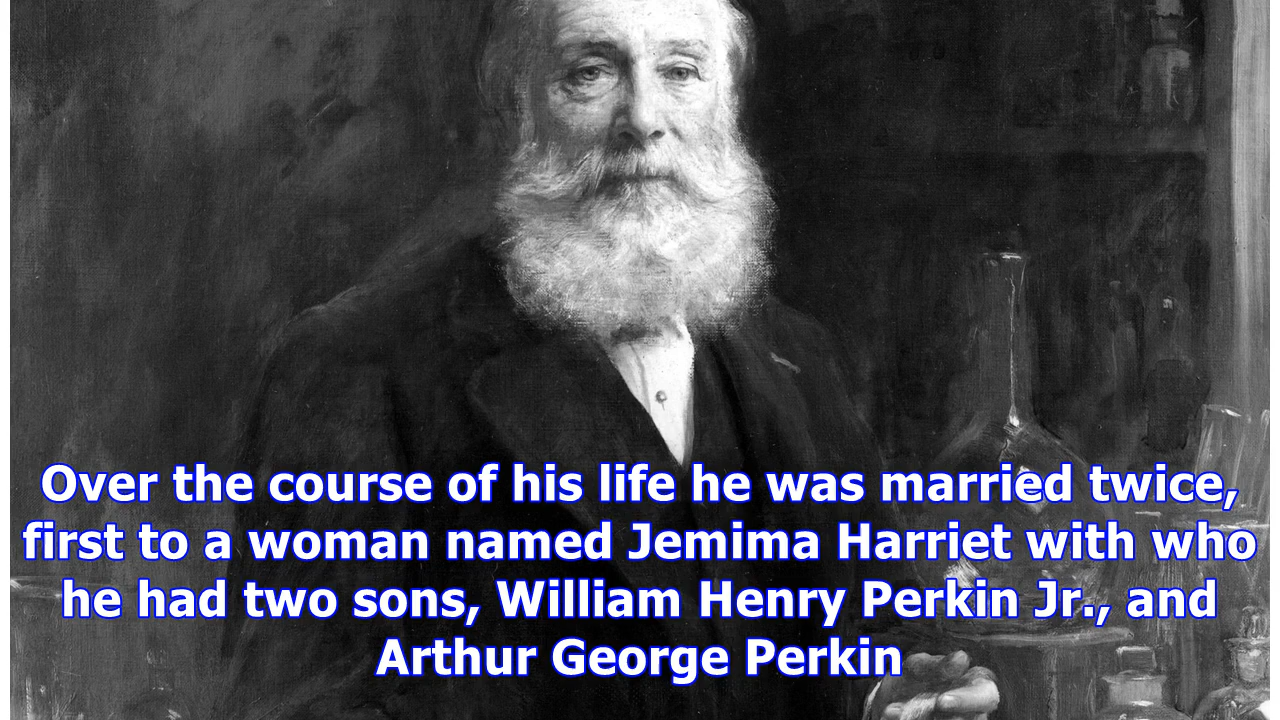 Over the course of his life he was married twice,
first to a woman named Jemima Harriet with who
he had two sons, William Henry Perkin Jr., and
Arthur George Perkin